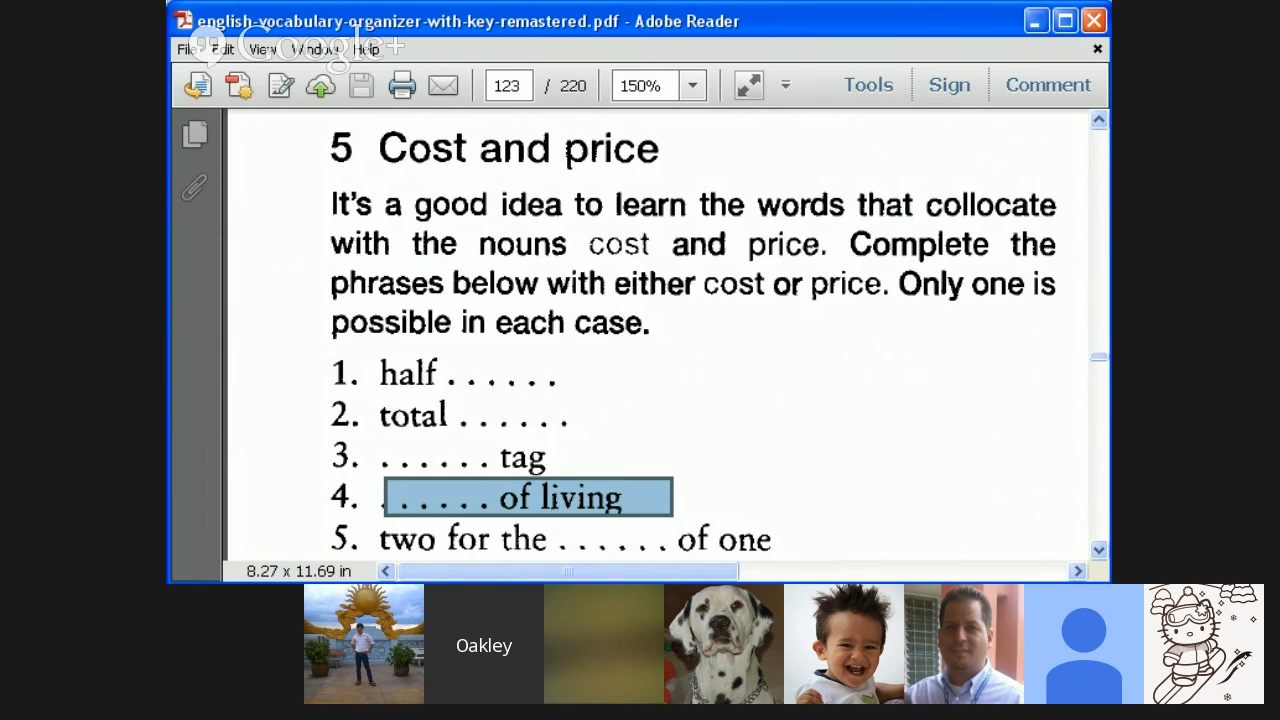 english-vocabulary-organizer-with-key-remastered.pdf - Adobe Reader
Google+
File Edit View Window Help
123 / 220 150% Tools Sign Comment
5 Cost and price
It's a good idea to learn the words that collocate
with the nouns cost and price. Complete the
phrases below with either cost or price. Only one is
possible in each case.
1. half . . . . . .
2. total . . . . . .
3. . . . . . . tag
4. . . . . . . of living
5. two for the . . . . . . of one
8.27 x 11.69 in
Oakley